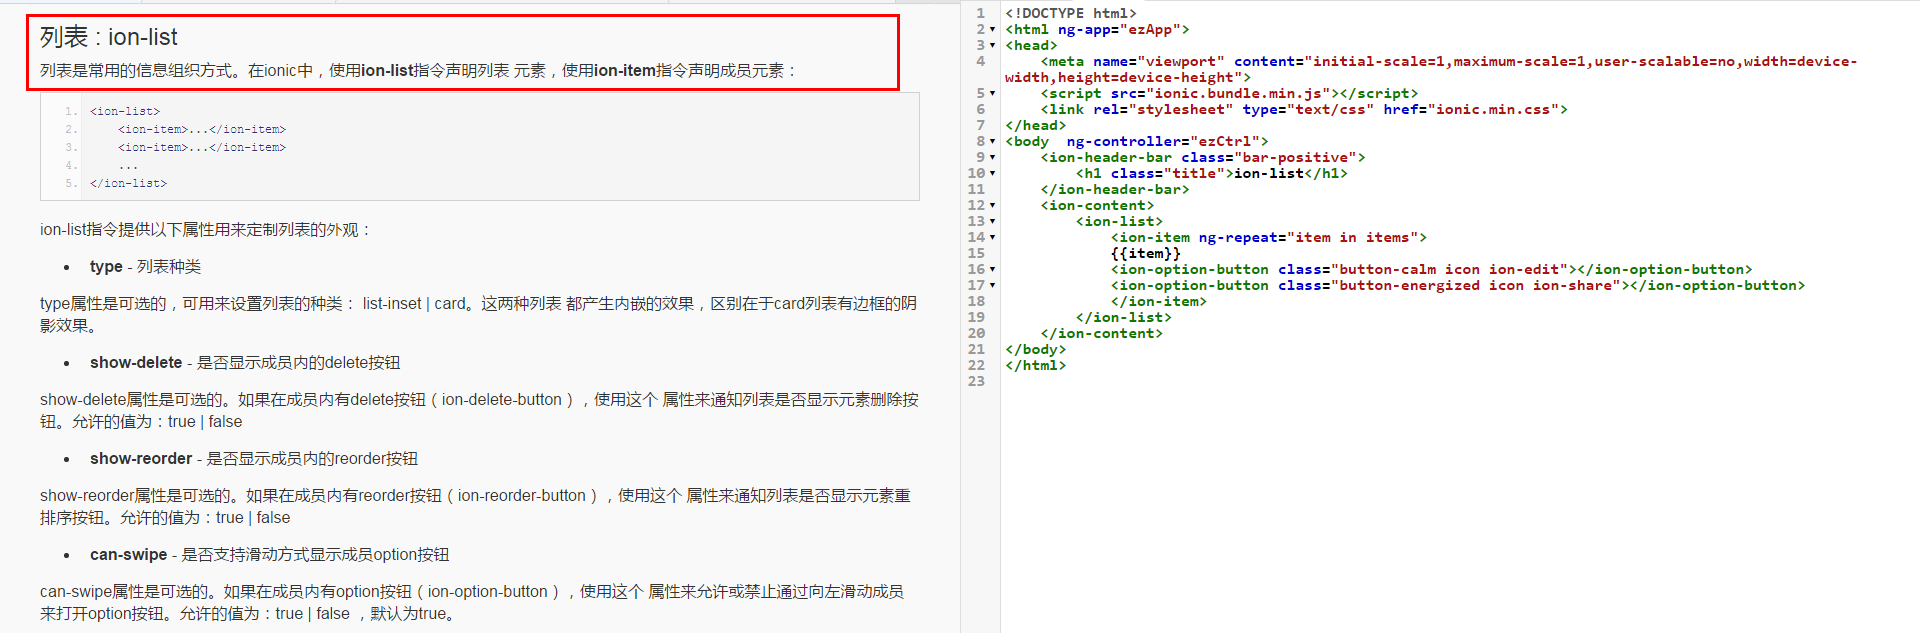 列表 : ion-list
列表是常用的信息组织方式。在ionic中，使用ion-list指令声明列表 元素，使用ion-item指令声明成员元素：
1. <ion-list>
2.     <ion-item>...</ion-item>
3.     <ion-item>...</ion-item>
4.     ...
5. </ion-list>
ion-list指令提供以下属性用来定制列表的外观：
• type - 列表种类
type属性是可选的，可用来设置列表的种类： list-inset | card。这两种列表 都产生内嵌的效果，区别在于card列表有边框的阴
影效果。
• show-delete - 是否显示成员内的delete按钮
show-delete属性是可选的。如果在成员内有delete按钮（ion-delete-button），使用这个 属性来通知列表是否显示元素删除按
钮。允许的值为：true | false
• show-reorder - 是否显示成员内的reorder按钮
show-reorder属性是可选的。如果在成员内有reorder按钮（ion-reorder-button），使用这个 属性来通知列表是否显示元素重
排序按钮。允许的值为：true | false
• can-swipe - 是否支持滑动方式显示成员option按钮
can-swipe属性是可选的。如果在成员内有option按钮（ion-option-button），使用这个 属性来允许或禁止通过向左滑动成员
来打开option按钮。允许的值为：true | false ，默认为true。
1 <!DOCTYPE html>
2 <html ng-app="ezApp">
3 <head>
4     <meta name="viewport" content="initial-scale=1,maximum-scale=1,user-scalable=no,width=device-
width,height=device-height">
5     <script src="ionic.bundle.min.js"></script>
6     <link rel="stylesheet" type="text/css" href="ionic.min.css">
7 </head>
8 <body  ng-controller="ezCtrl">
9     <ion-header-bar class="bar-positive">
10         <h1 class="title">ion-list</h1>
11     </ion-header-bar>
12     <ion-content>
13         <ion-list>
14             <ion-item ng-repeat="item in items">
15             {{item}}
16             <ion-option-button class="button-calm icon ion-edit"></ion-option-button>
17             <ion-option-button class="button-energized icon ion-share"></ion-option-button>
18             </ion-item>
19         </ion-list>
20     </ion-content>
21 </body>
22 </html>
23